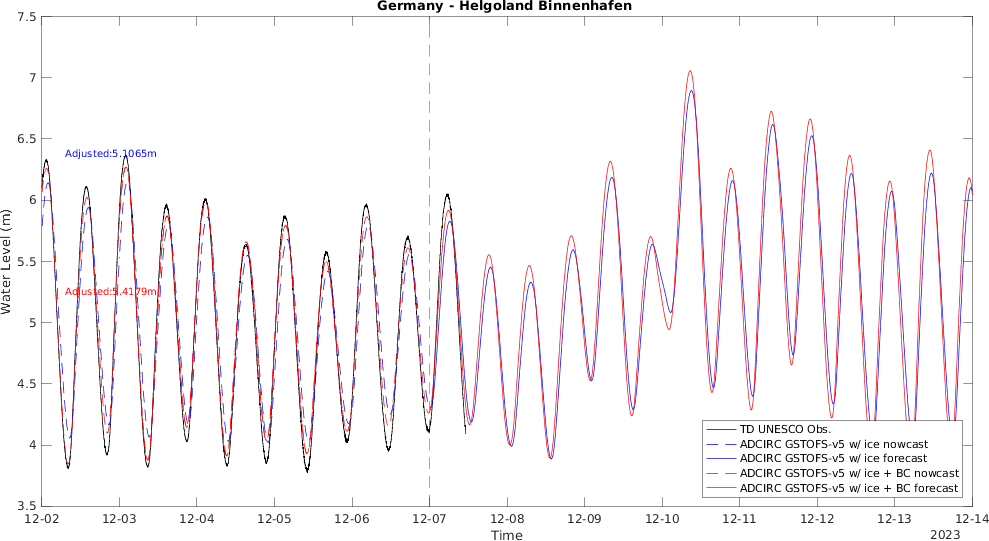 Germany - Helgoland Binnenhafen
7.5
7
6.5
6
5.5
5
4.5
4
3.5
Water Level (m)
Adjusted:5.1065m
Adjusted:5.4179m
TD UNESCO Obs.
ADCIRC GSTOFS-v5 w/ ice nowcast
ADCIRC GSTOFS-v5 w/ ice forecast
ADCIRC GSTOFS-v5 w/ ice + BC nowcast
ADCIRC GSTOFS-v5 w/ ice + BC forecast
12-02 12-03 12-04 12-05 12-06 12-07 12-08 12-09 12-10 12-11 12-12 12-13 12-14
Time
2023